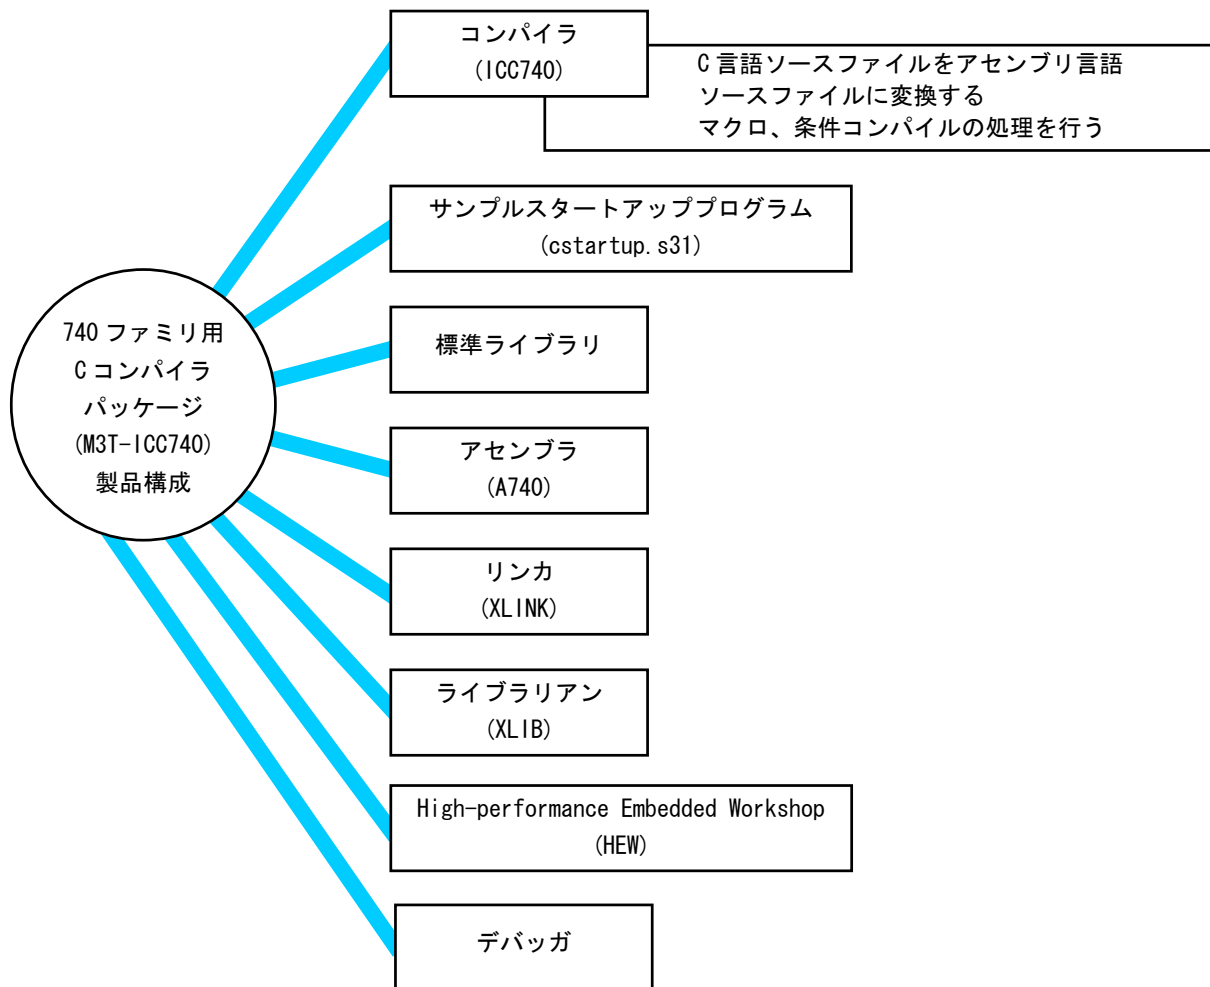 コンパイラ
(ICC740)
C 言語ソースファイルをアセンブリ言語
ソースファイルに変換する
マクロ、条件コンパイルの処理を行う
サンプルスタートアッププログラム
(cstartup.s31)
740 ファミリ用
C コンパイラ
パッケージ
(M3T-ICC740)
製品構成
標準ライブラリ
アセンブラ
(A740)
リンカ
(XLINK)
ライブラリアン
(XLIB)
High-performance Embedded Workshop
(HEW)
デバッガ